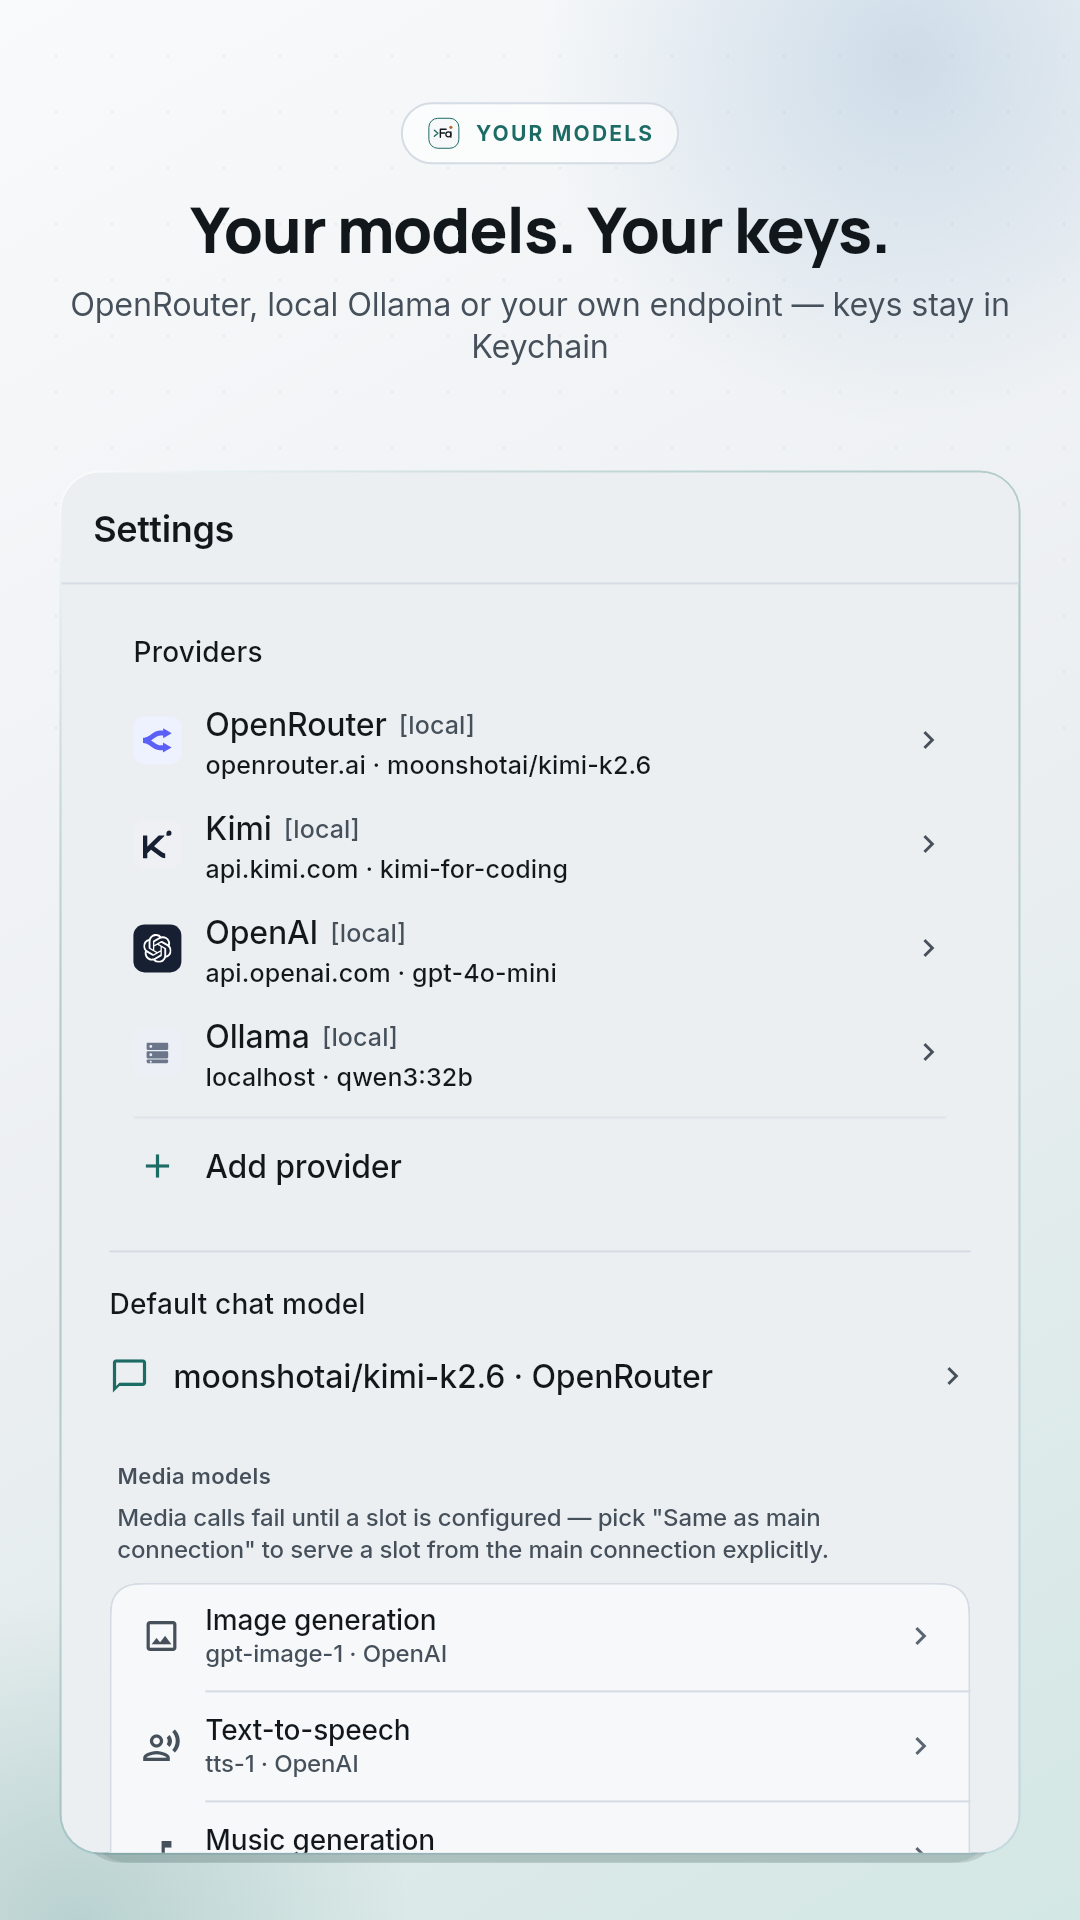 >Fa YOUR MODELS
Your models. Your keys.
OpenRouter, local Ollama or your own endpoint — keys stay in
Keychain
Settings
Providers
OpenRouter [local]
openrouter.ai · moonshotai/kimi-k2.6
Kimi [local]
api.kimi.com · kimi-for-coding
OpenAI [local]
api.openai.com · gpt-4o-mini
Ollama [local]
localhost · qwen3:32b
Add provider
Default chat model
moonshotai/kimi-k2.6 · OpenRouter
Media models
Media calls fail until a slot is configured — pick "Same as main
connection" to serve a slot from the main connection explicitly.
Image generation
gpt-image-1 · OpenAI
Text-to-speech
tts-1 · OpenAI
Music generation